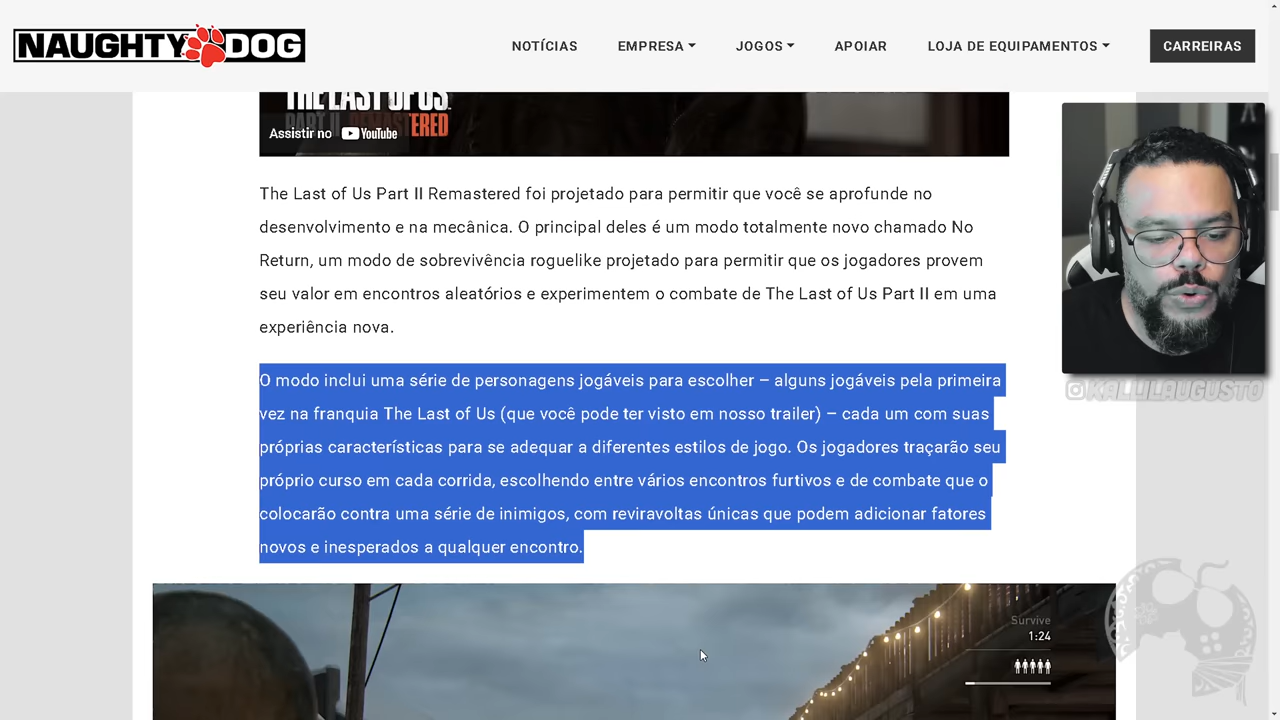 NAUGHTY DOG
NOTÍCIAS
EMPRESA
JOGOS
APOIAR
LOJA DE EQUIPAMENTOS
CARREIRAS
THE LAST OF US
PART II REMASTERED
Assistir no YouTube
The Last of Us Part II Remastered foi projetado para permitir que você se aprofunde no
desenvolvimento e na mecânica. O principal deles é um modo totalmente novo chamado No
Return, um modo de sobrevivência roguelike projetado para permitir que os jogadores provem
seu valor em encontros aleatórios e experimentem o combate de The Last of Us Part II em uma
experiência nova.
@KALLILAUGUSTO
O modo inclui uma série de personagens jogáveis para escolher – alguns jogáveis pela primeira
vez na franquia The Last of Us (que você pode ter visto em nosso trailer) – cada um com suas
próprias características para se adequar a diferentes estilos de jogo. Os jogadores traçarão seu
próprio curso em cada corrida, escolhendo entre vários encontros furtivos e de combate que o
colocarão contra uma série de inimigos, com reviravoltas únicas que podem adicionar fatores
novos e inesperados a qualquer encontro.
Survive
1:24